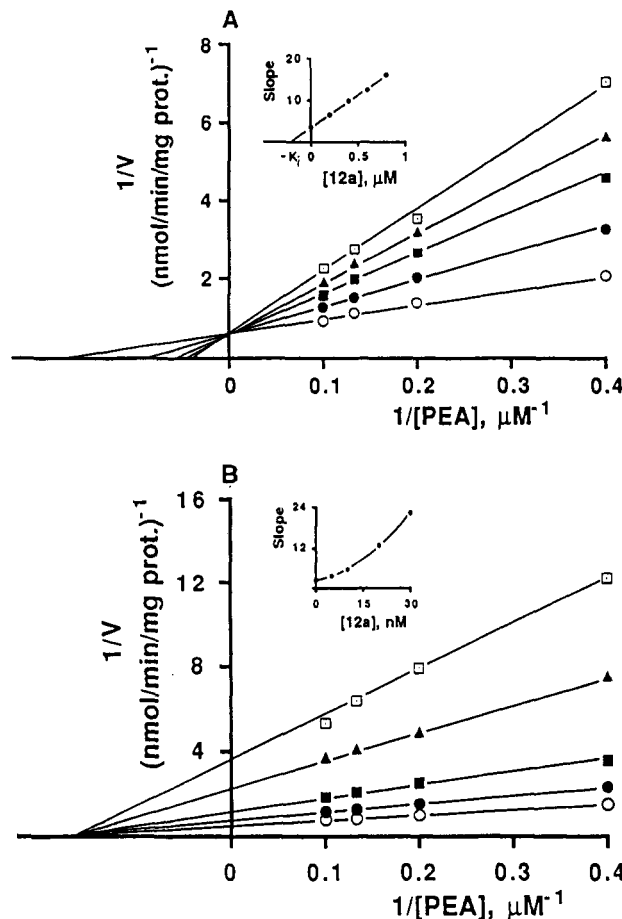 A
8
6
4
2
1/V
(nmol/min/mg prot.)⁻¹
20
10
Slope
-Kᵢ 0 0.5 1
[12a], μM
0 0.1 0.2 0.3 0.4
1/[PEA], μM⁻¹
B
16
12
8
4
1/V
(nmol/min/mg prot.)⁻¹
24
12
Slope
0 15 30
[12a], nM
0 0.1 0.2 0.3 0.4
1/[PEA], μM⁻¹